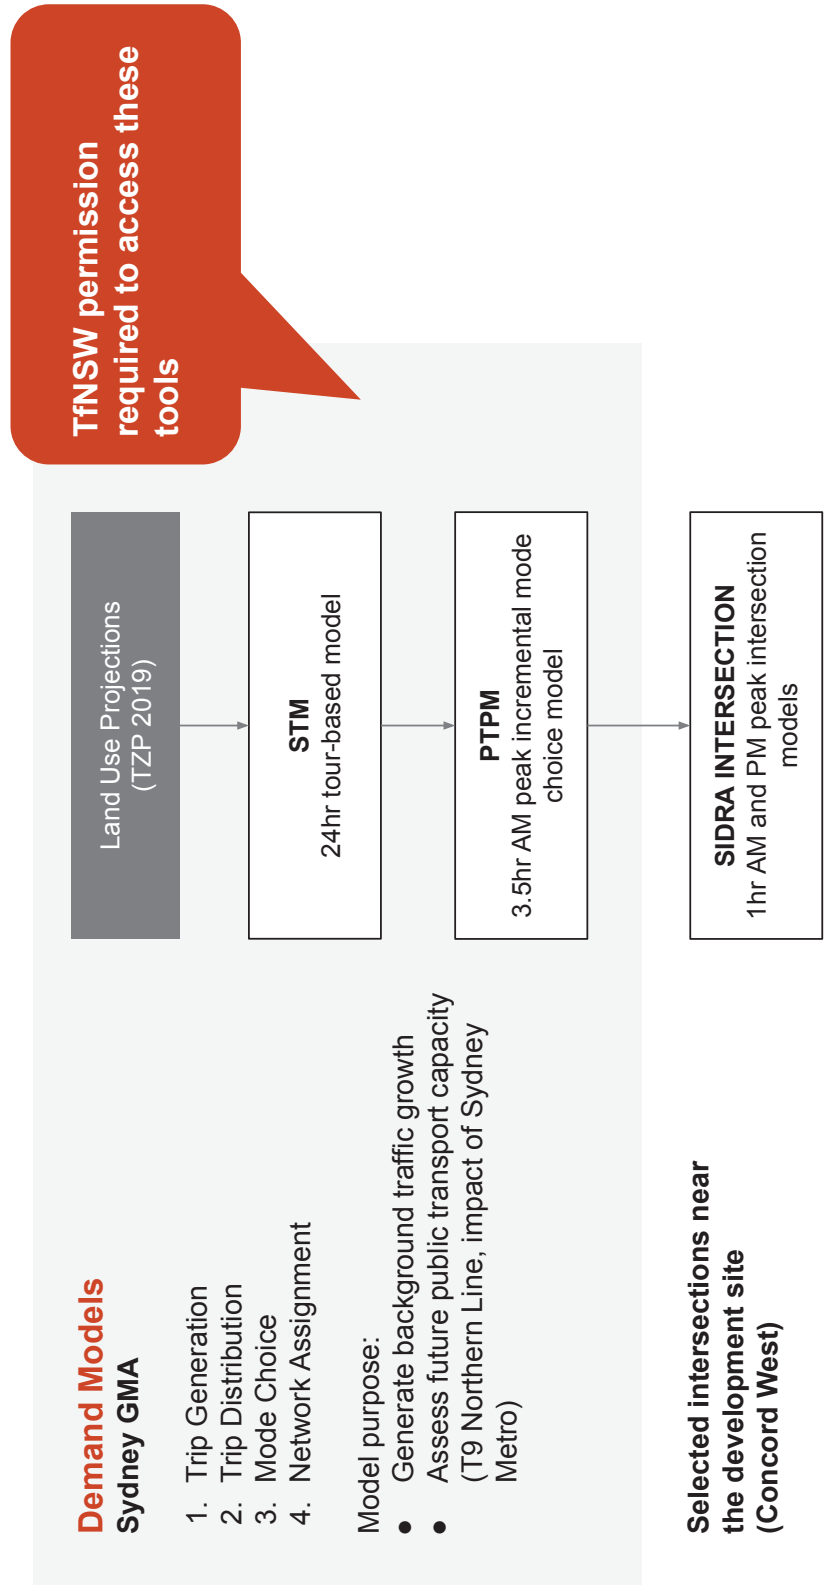 Demand Models
Sydney GMA
1. Trip Generation
2. Trip Distribution
3. Mode Choice
4. Network Assignment
Model purpose:
● Generate background traffic growth
● Assess future public transport capacity
(T9 Northern Line, impact of Sydney
Metro)
Selected intersections near
the development site
(Concord West)
Land Use Projections
(TZP 2019)
STM
24hr tour-based model
PTPM
3.5hr AM peak incremental mode
choice model
SIDRA INTERSECTION
1hr AM and PM peak intersection
models
TfNSW permission
required to access these
tools